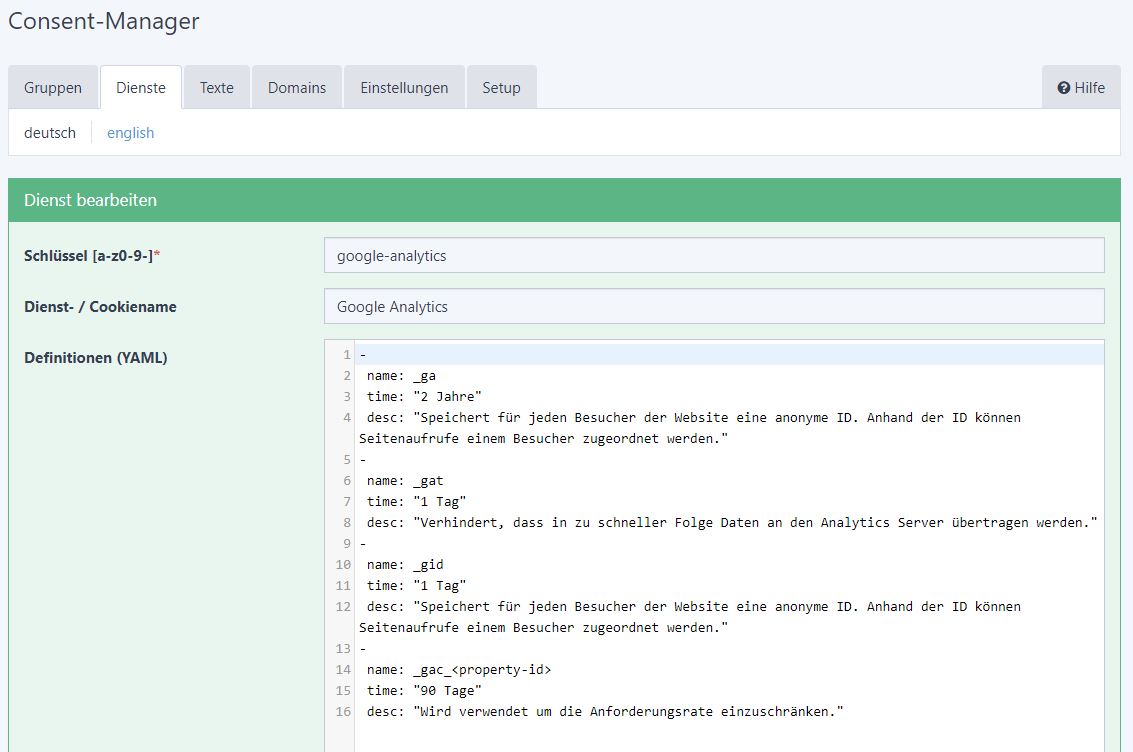 Consent-Manager
Gruppen Dienste Texte Domains Einstellungen Setup Hilfe
deutsch english
Dienst bearbeiten
Schlüssel [a-z0-9-]* google-analytics
Dienst- / Cookiename Google Analytics
Definitionen (YAML)
1 -
2 name: _ga
3 time: "2 Jahre"
4 desc: "Speichert für jeden Besucher der Website eine anonyme ID. Anhand der ID können
Seitenaufrufe einem Besucher zugeordnet werden."
5 -
6 name: _gat
7 time: "1 Tag"
8 desc: "Verhindert, dass in zu schneller Folge Daten an den Analytics Server übertragen werden."
9 -
10 name: _gid
11 time: "1 Tag"
12 desc: "Speichert für jeden Besucher der Website eine anonyme ID. Anhand der ID können
Seitenaufrufe einem Besucher zugeordnet werden."
13 -
14 name: _gac_<property-id>
15 time: "90 Tage"
16 desc: "Wird verwendet um die Anforderungsrate einzuschränken."